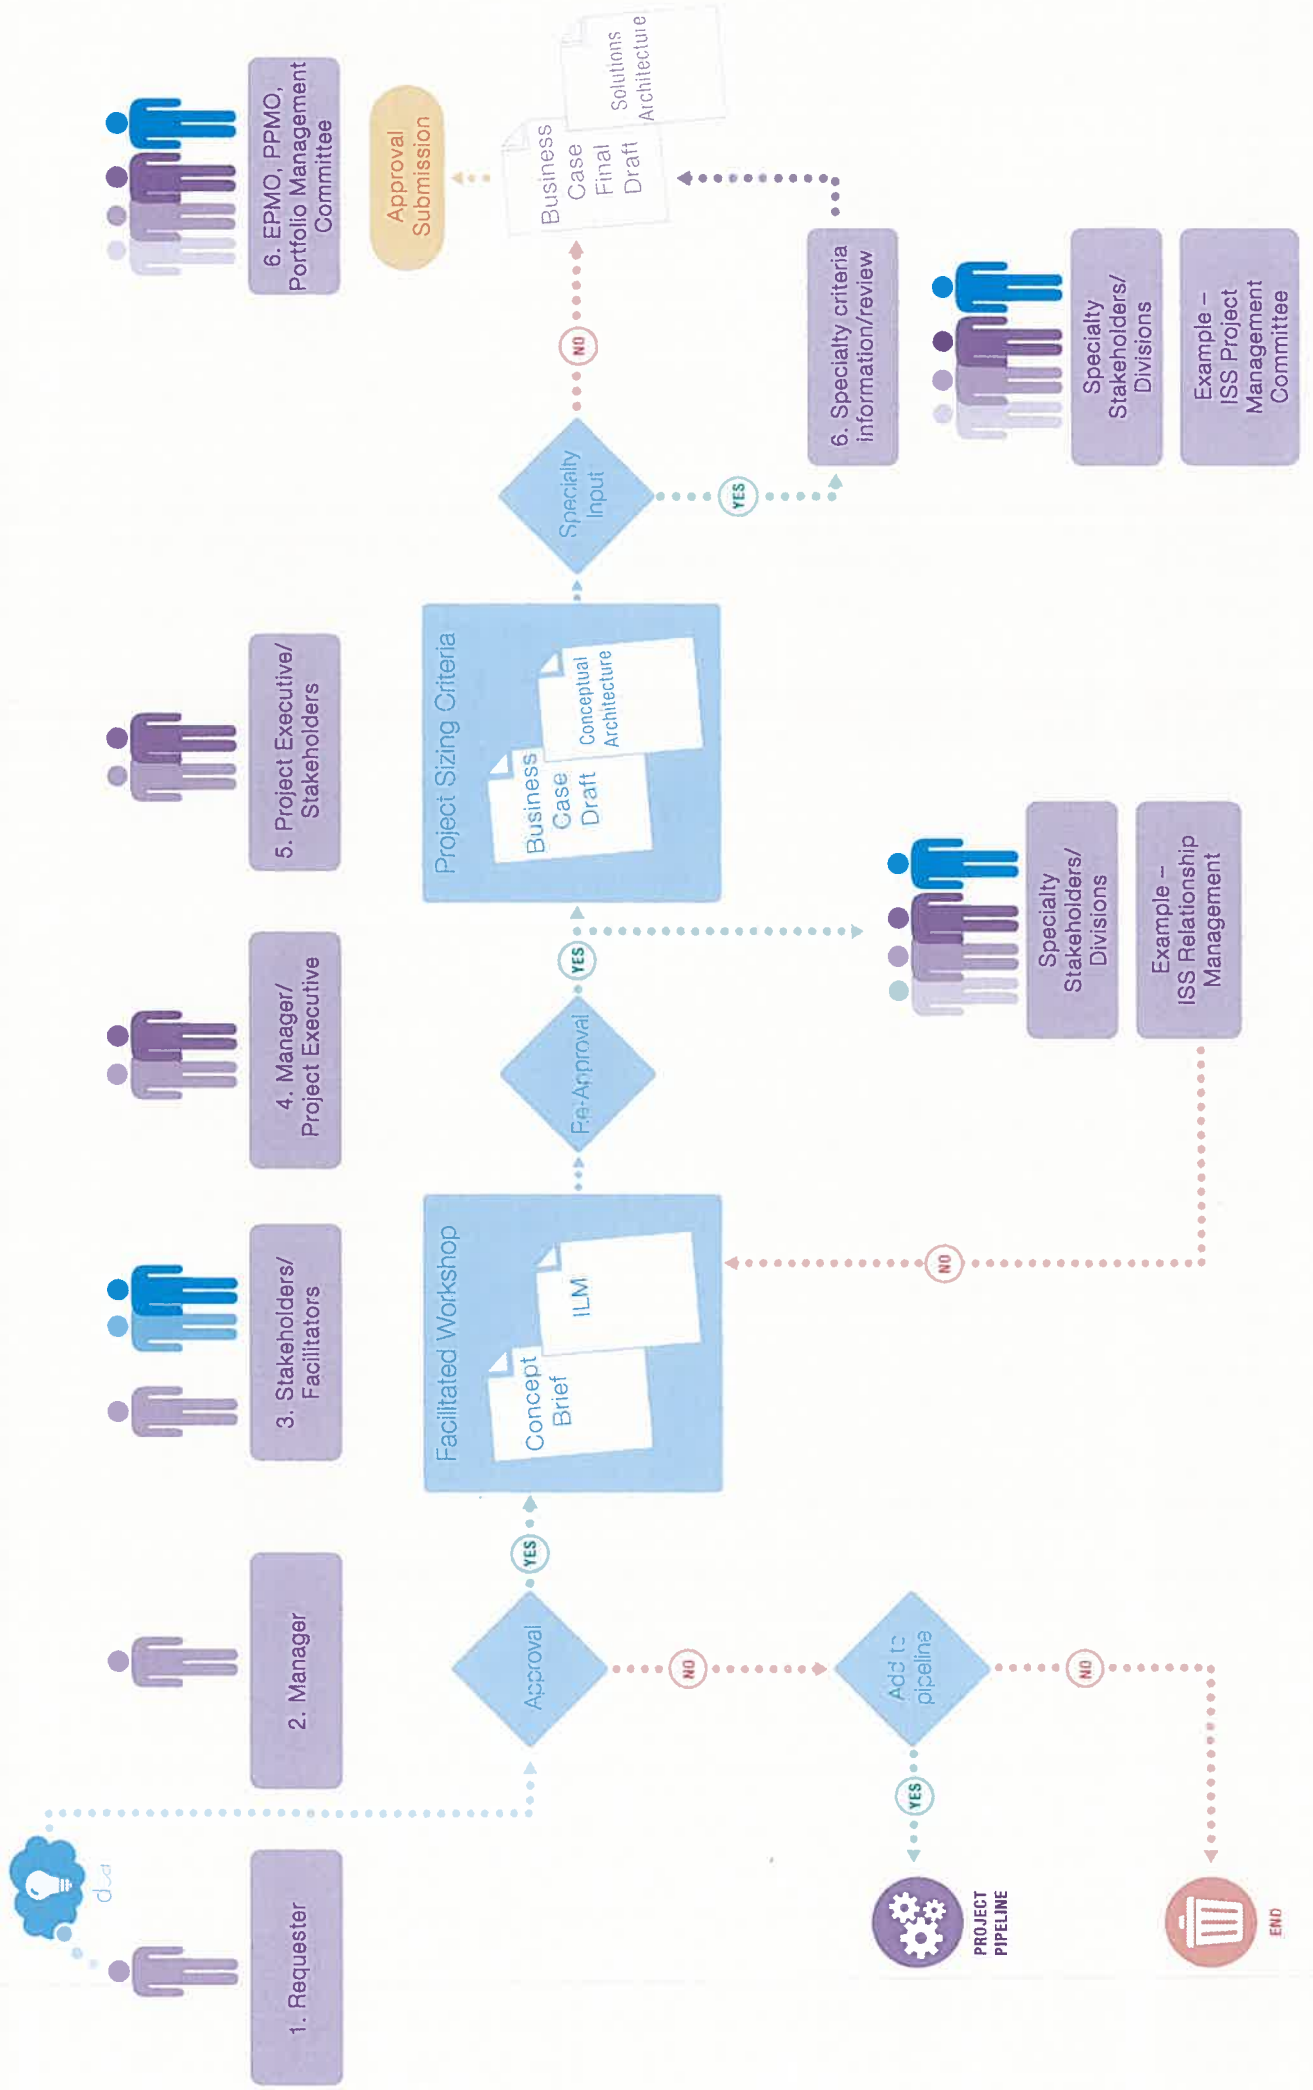 1. Requester
2. Manager
3. Stakeholders/
Facilitators
4. Manager/
Project Executive
5. Project Executive/
Stakeholders
6. EPMO, PPMO,
Portfolio Management
Committee
Approval
YES
NO
Add to
pipeline
YES
PROJECT
PIPELINE
NO
END
Facilitated Workshop
Concept
Brief
ILM
Re-Approval
YES
NO
Specialty
Stakeholders/
Divisions
Example –
ISS Relationship
Management
Project Sizing Criteria
Business
Case
Draft
Conceptual
Architecture
Specialty
Input
NO
YES
6. Specialty criteria
information/review
Specialty
Stakeholders/
Divisions
Example –
ISS Project
Management
Committee
Business
Case
Final
Draft
Solutions
Architecture
Approval
Submission